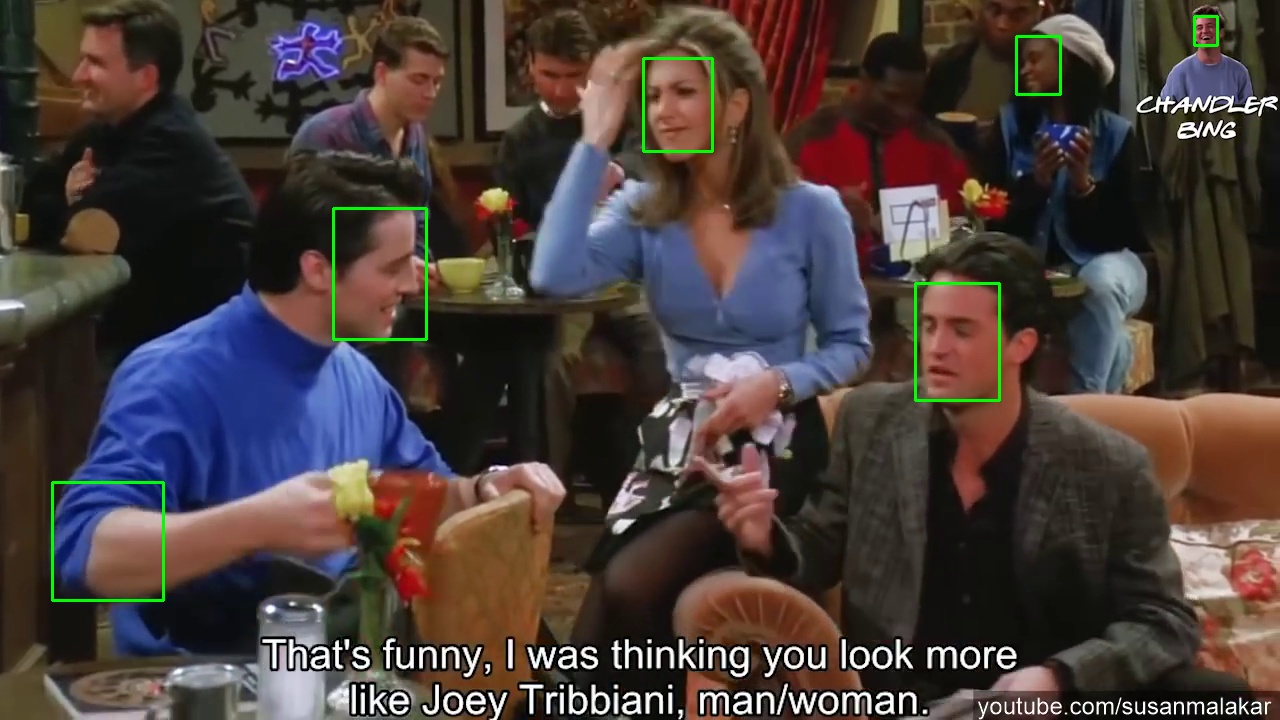 CHANDLER
BING
That's funny, I was thinking you look more
like Joey Tribbiani, man/woman.
youtube.com/susanmalakar